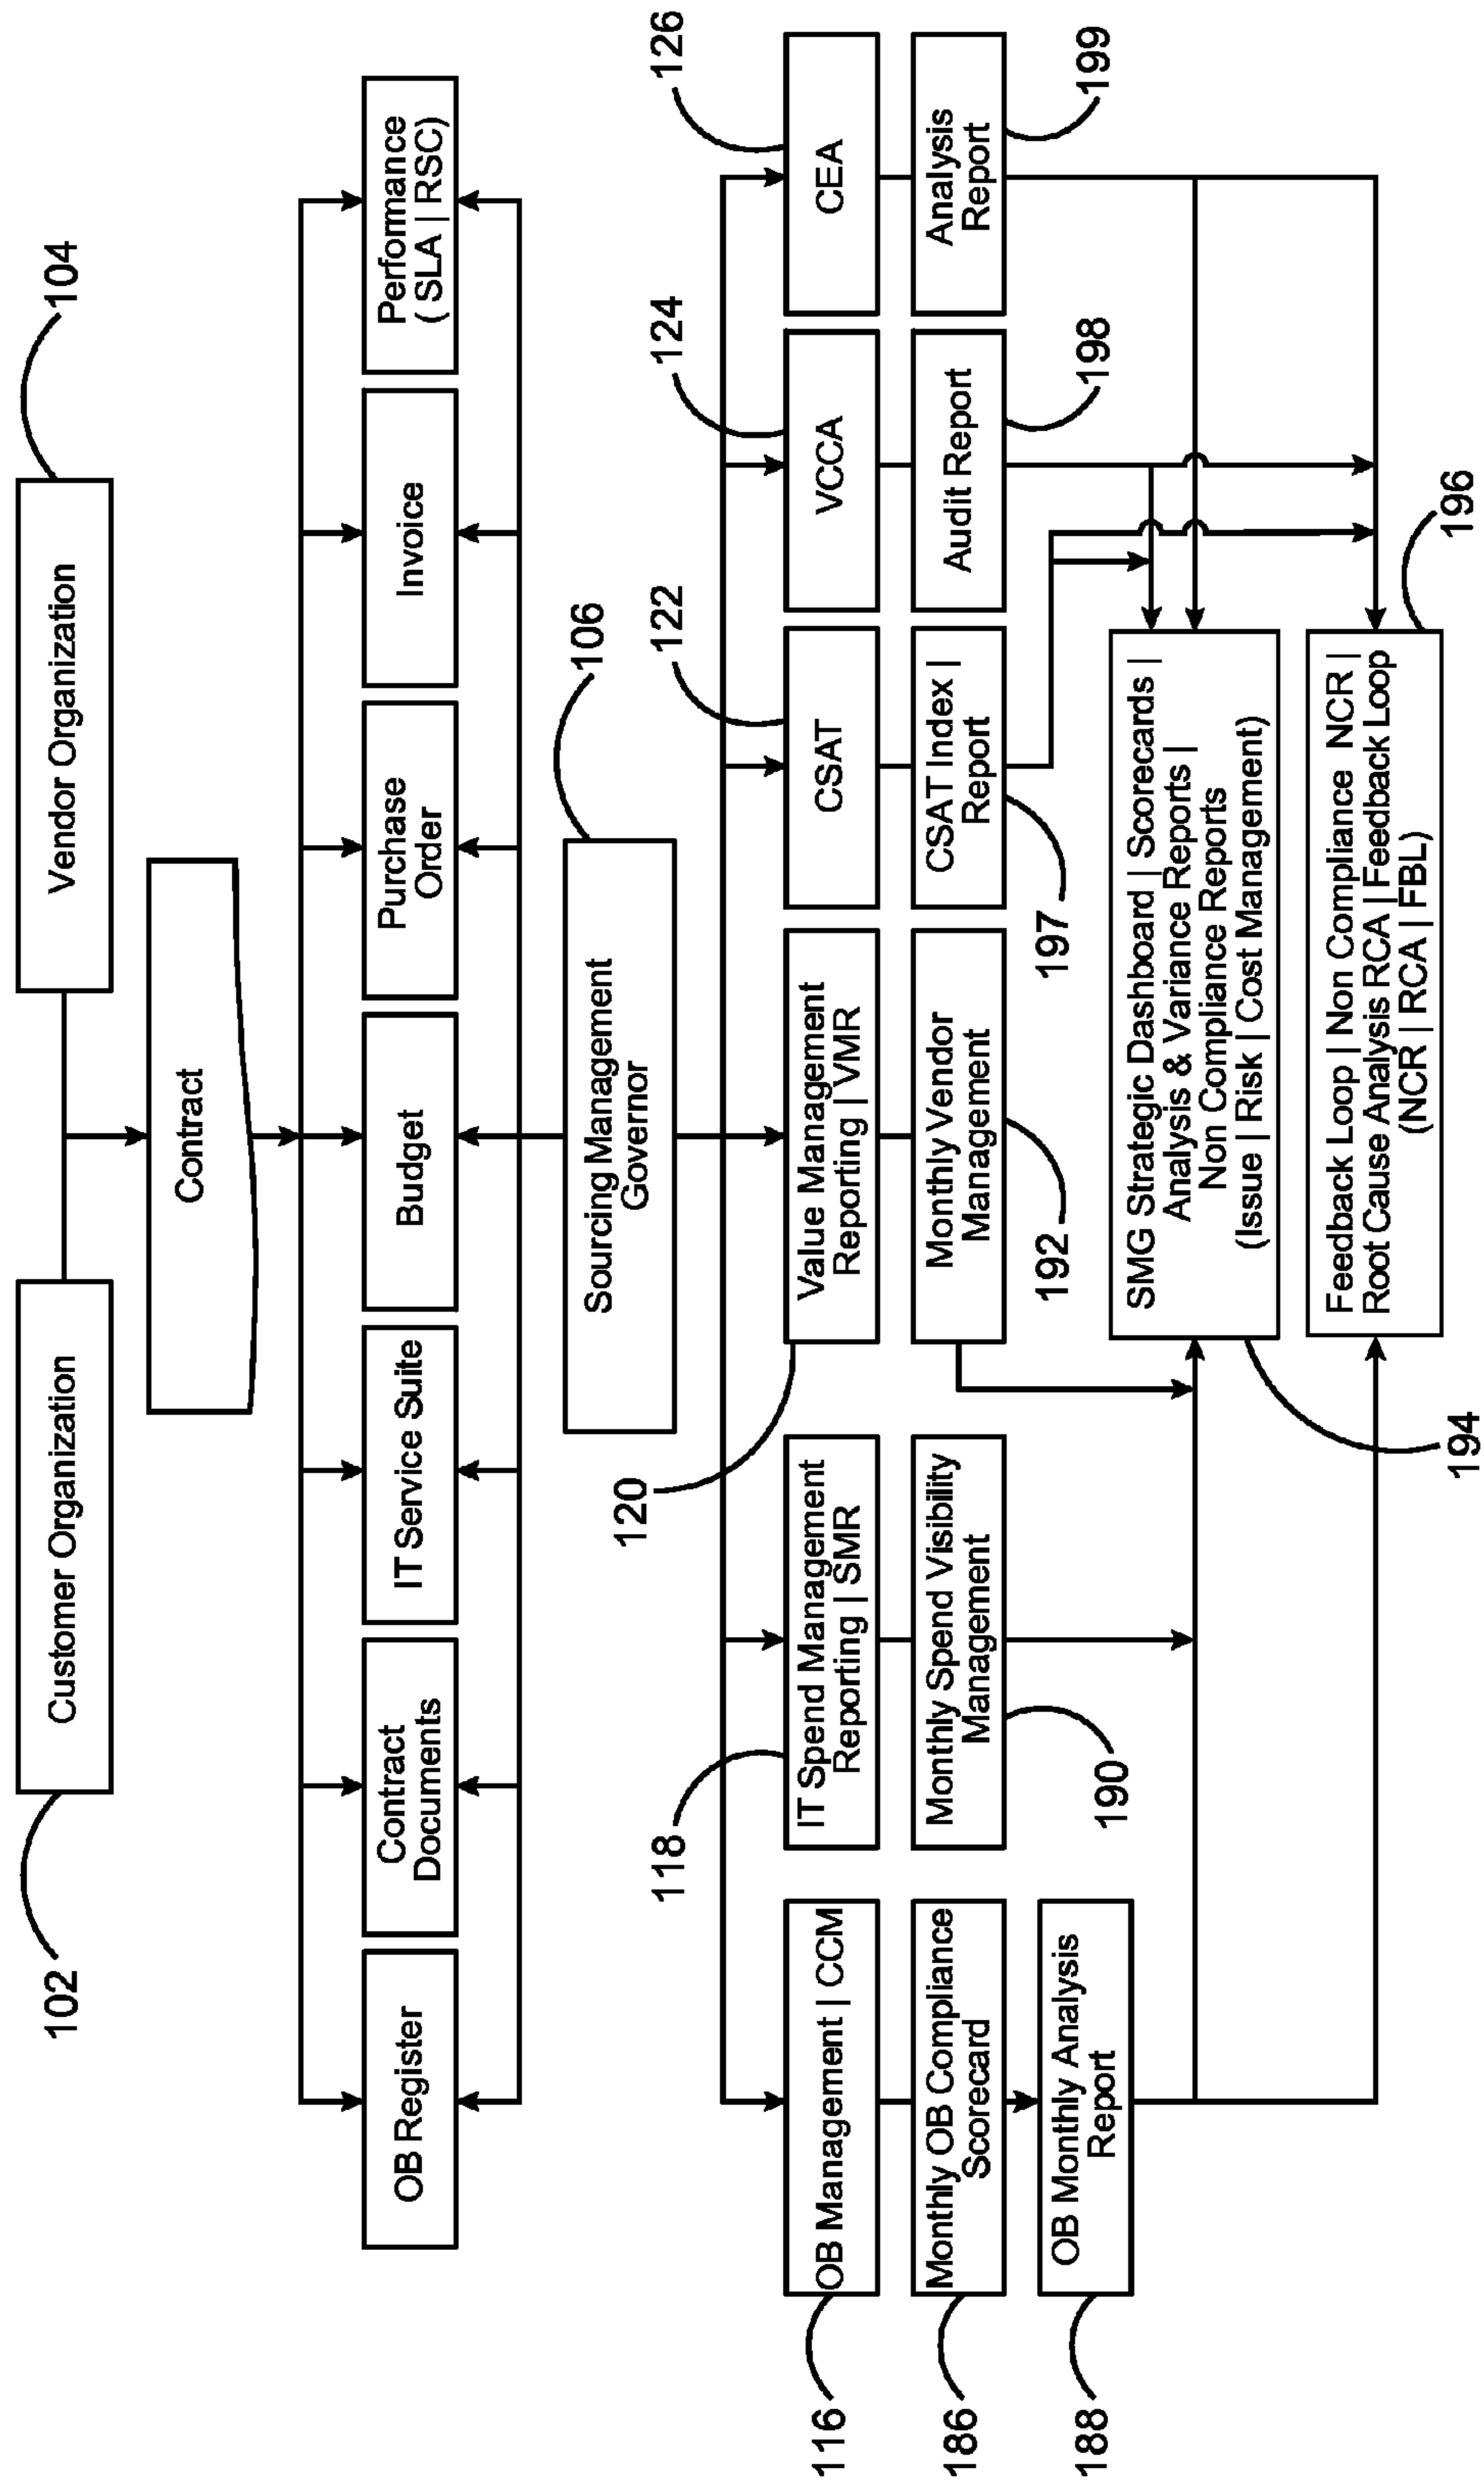 102
Customer Organization
Vendor Organization
104
Contract
OB Register
Contract
Documents
IT Service Suite
Budget
Purchase
Order
Invoice
Performance
( SLA | RSC)
Sourcing Management
Governor
106
116
OB Management | CCM
118
IT Spend Management
Reporting | SMR
120
Value Management
Reporting | VMR
122
CSAT
124
VCCA
126
CEA
186
Monthly OB Compliance
Scorecard
Monthly Spend Visibility
Management
190
Monthly Vendor
Management
192
CSAT Index |
Report
197
Audit Report
198
Analysis
Report
199
188
OB Monthly Analysis
Report
SMG Strategic Dashboard | Scorecards |
Analysis & Variance Reports |
Non Compliance Reports
(Issue | Risk | Cost Management)
194
Feedback Loop | Non Compliance NCR |
Root Cause Analysis RCA | Feedback Loop
(NCR | RCA | FBL)
196